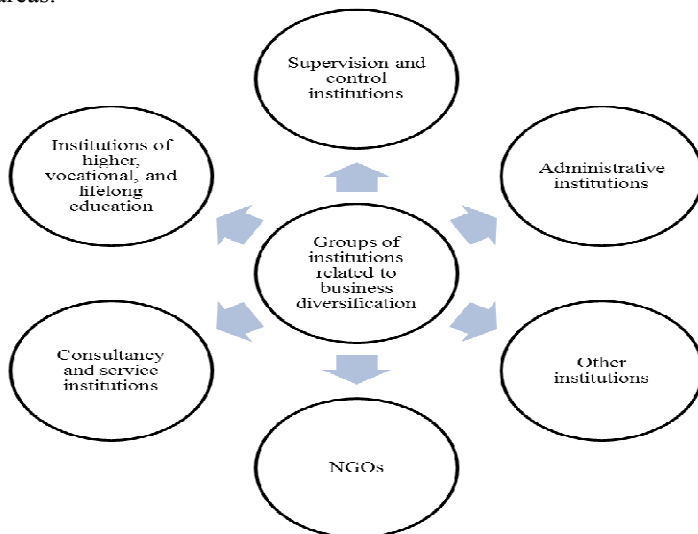 areas.
Supervision and
control
institutions
Institutions of
higher,
vocational, and
lifelong
education
Administrative
institutions
Groups of
institutions
related to
business
diversification
Consultancy
and service
institutions
Other
institutions
NGOs